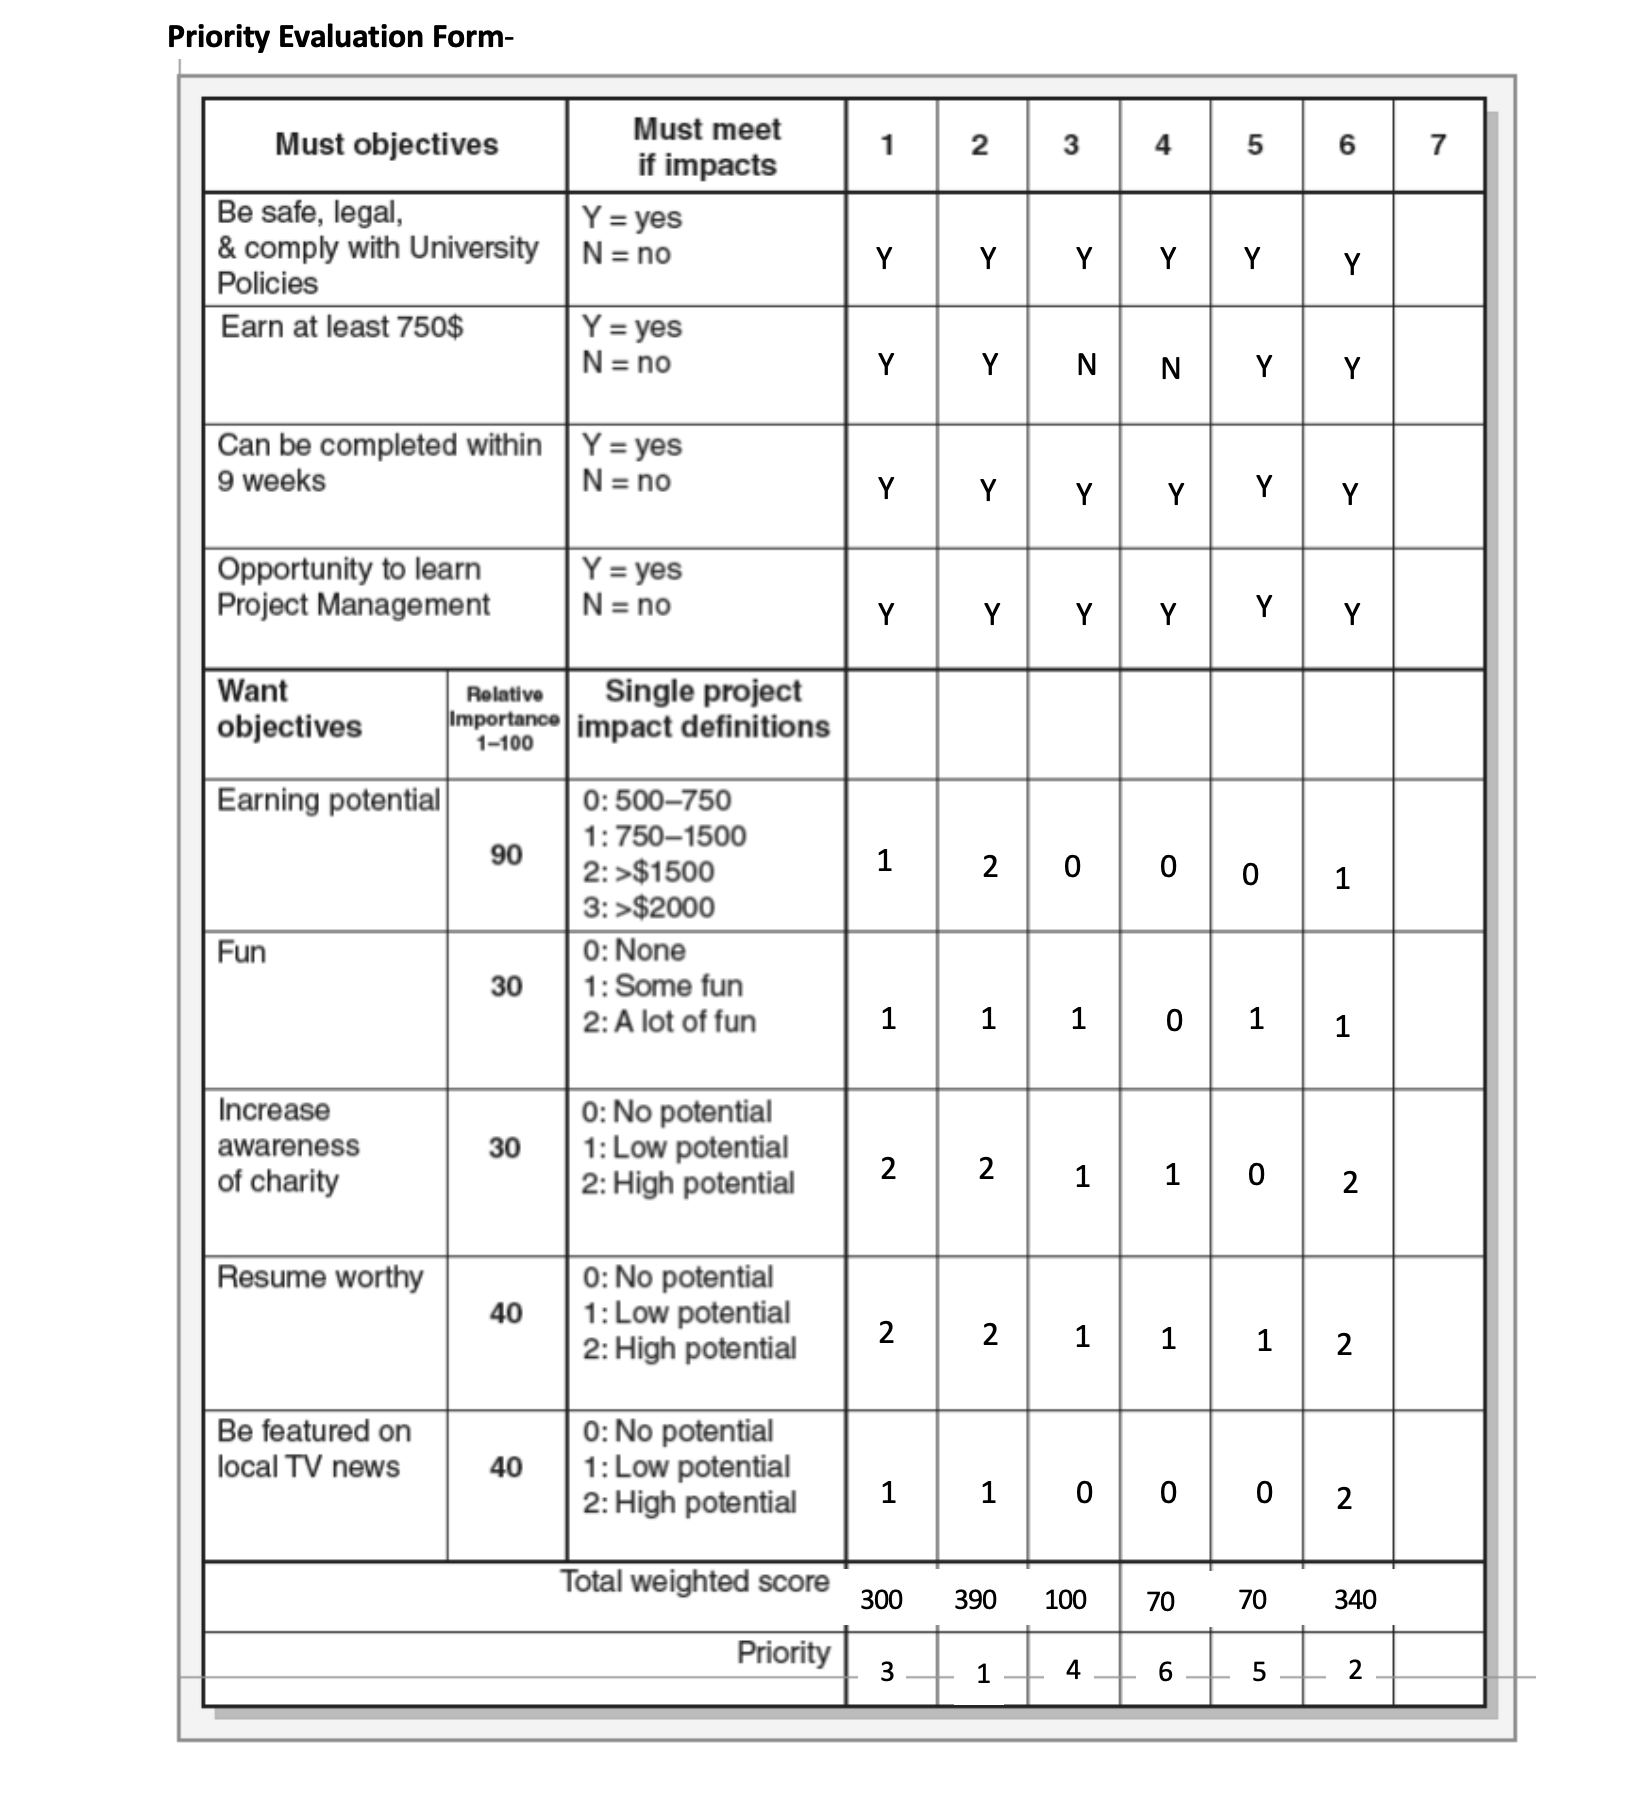 Priority Evaluation Form-
Must objectives Must meet if impacts 1 2 3 4 5 6 7
Be safe, legal,
& comply with University
Policies
Y = yes
N = no
Y Y Y Y Y Y
Earn at least 750$
Y = yes
N = no
Y Y N N Y Y
Can be completed within
9 weeks
Y = yes
N = no
Y Y Y Y Y Y
Opportunity to learn
Project Management
Y = yes
N = no
Y Y Y Y Y Y
Want
objectives
Relative
Importance
1–100
Single project
impact definitions
Earning potential
90
0: 500–750
1: 750–1500
2: >$1500
3: >$2000
1 2 0 0 0 1
Fun
30
0: None
1: Some fun
2: A lot of fun
1 1 1 0 1 1
Increase
awareness
of charity
30
0: No potential
1: Low potential
2: High potential
2 2 1 1 0 2
Resume worthy
40
0: No potential
1: Low potential
2: High potential
2 2 1 1 1 2
Be featured on
local TV news
40
0: No potential
1: Low potential
2: High potential
1 1 0 0 0 2
Total weighted score 300 390 100 70 70 340
Priority 3 1 4 6 5 2